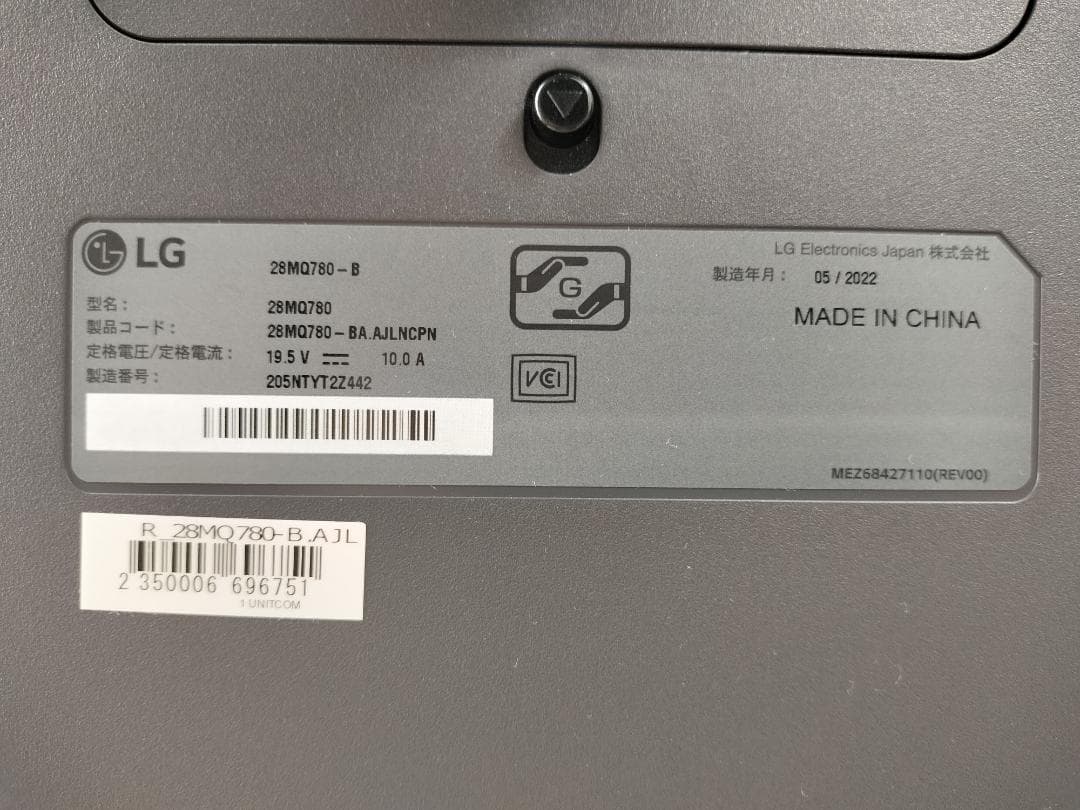 LG
28MQ780-B
型名: 28MQ780
製品コード: 28MQ780-BA.AJLNCPN
定格電圧/定格電流: 19.5 V 10.0 A
製造番号: 205NTYT2Z442
G
VCCI
LG Electronics Japan 株式会社
製造年月: 05 / 2022
MADE IN CHINA
MEZ68427110(REV00)
R_28MQ780-B.AJL
2 350006 696751
1 UNITCOM